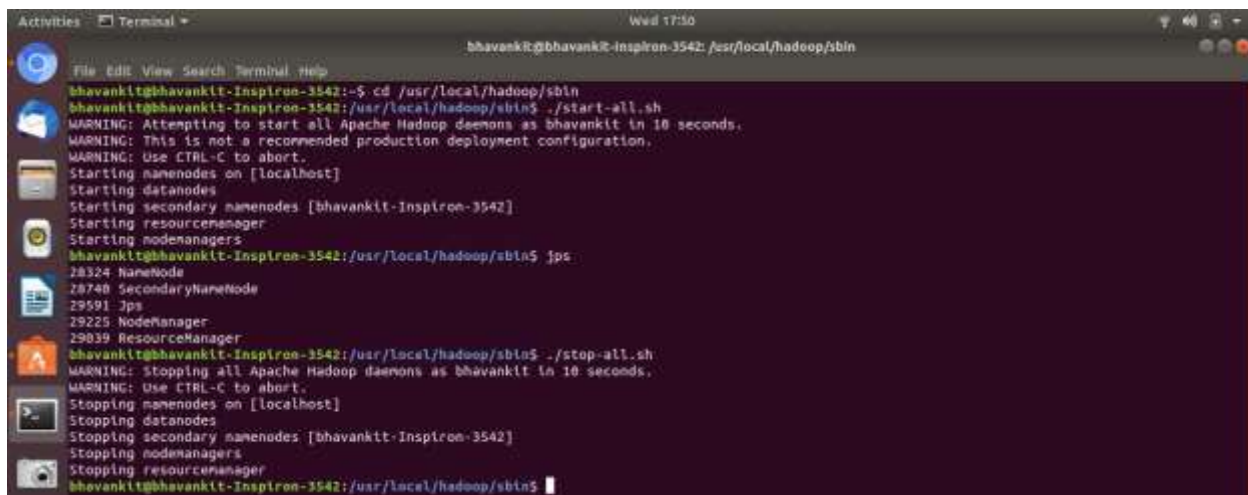 Activities Terminal Wed 17:50
bhavankit@bhavankit-Inspiron-3542: /usr/local/hadoop/sbin
File Edit View Search Terminal Help
bhavankit@bhavankit-Inspiron-3542:~$ cd /usr/local/hadoop/sbin
bhavankit@bhavankit-Inspiron-3542:/usr/local/hadoop/sbin$ ./start-all.sh
WARNING: Attempting to start all Apache Hadoop daemons as bhavankit in 10 seconds.
WARNING: This is not a recommended production deployment configuration.
WARNING: Use CTRL-C to abort.
Starting namenodes on [localhost]
Starting datanodes
Starting secondary namenodes [bhavankit-Inspiron-3542]
Starting resourcemanager
Starting nodemanagers
bhavankit@bhavankit-Inspiron-3542:/usr/local/hadoop/sbin$ jps
28324 NameNode
28740 SecondaryNameNode
29591 Jps
29225 NodeManager
29039 ResourceManager
bhavankit@bhavankit-Inspiron-3542:/usr/local/hadoop/sbin$ ./stop-all.sh
WARNING: Stopping all Apache Hadoop daemons as bhavankit in 10 seconds.
WARNING: Use CTRL-C to abort.
Stopping namenodes on [localhost]
Stopping datanodes
Stopping secondary namenodes [bhavankit-Inspiron-3542]
Stopping nodemanagers
Stopping resourcemanager
bhavankit@bhavankit-Inspiron-3542:/usr/local/hadoop/sbin$